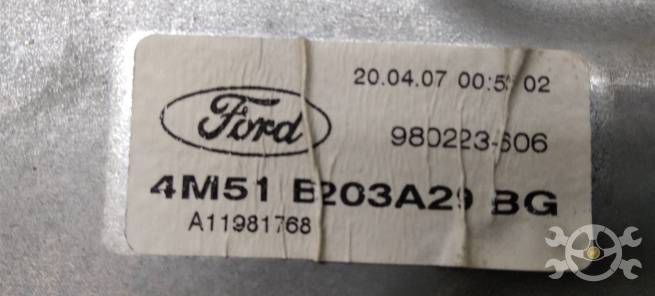 20.04.07 00:5 02
Ford
980223-606
4M51 B203A29 BG
A11981768